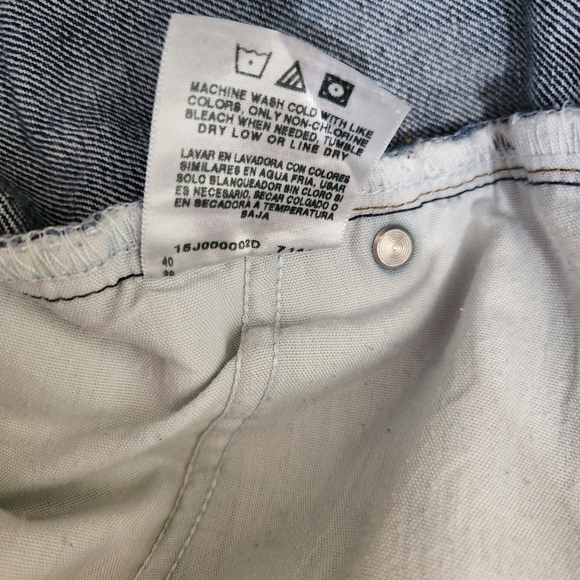 MACHINE WASH COLD WITH LIKE
COLORS, ONLY NON-CHLORINE
BLEACH WHEN NEEDED, TUMBLE
DRY LOW OR LINE DRY
LAVAR EN LAVADORA CON COLORES
SIMILARES EN AGUA FRIA, USAR
SOLO BLANQUEADOR SIN CLORO SI
ES NECESARIO, SECAR COLGADO O
EN SECADORA A TEMPERATURA
BAJA
15J000002D
40